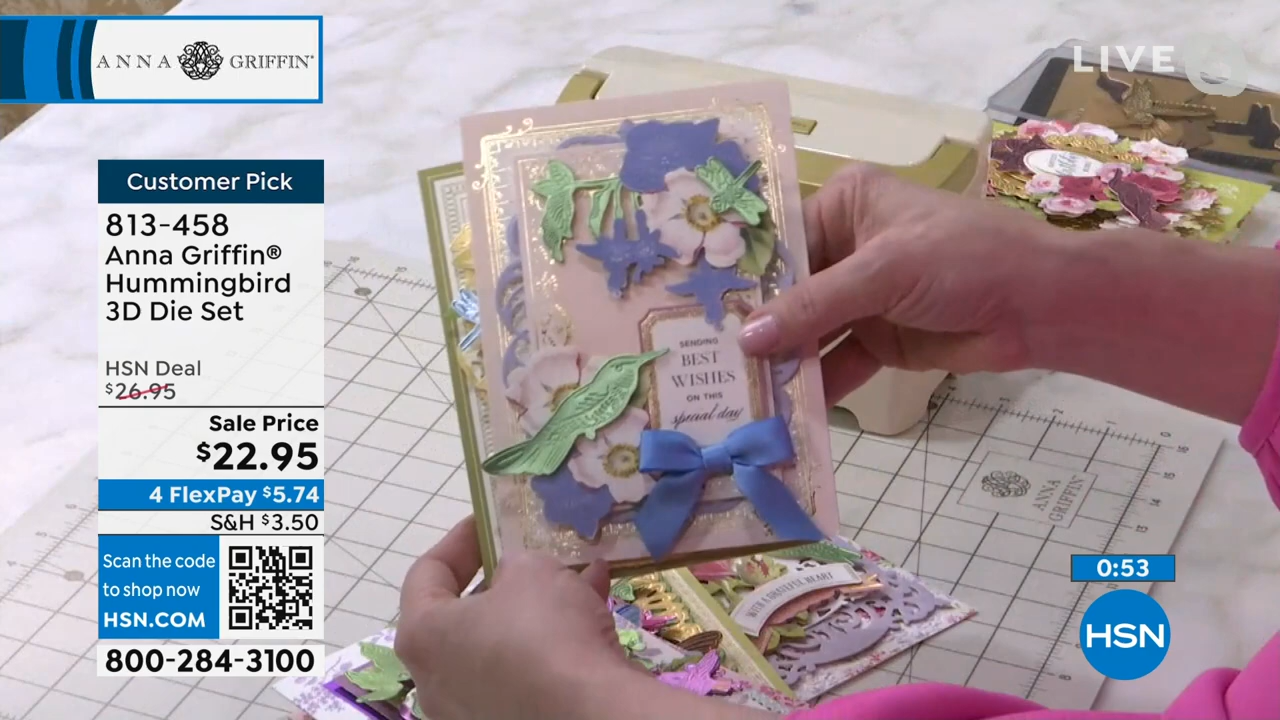 ANNA GRIFFIN
LIVE
Customer Pick
813-458
Anna Griffin®
Hummingbird
3D Die Set
HSN Deal
$26.95
Sale Price
$22.95
4 FlexPay $5.74
S&H $3.50
Scan the code
to shop now
HSN.COM
800-284-3100
SENDING
BEST
WISHES
ON THIS
special day
WITH A GRATEFUL HEART
ANNA
GRIFFIN
0:53
HSN